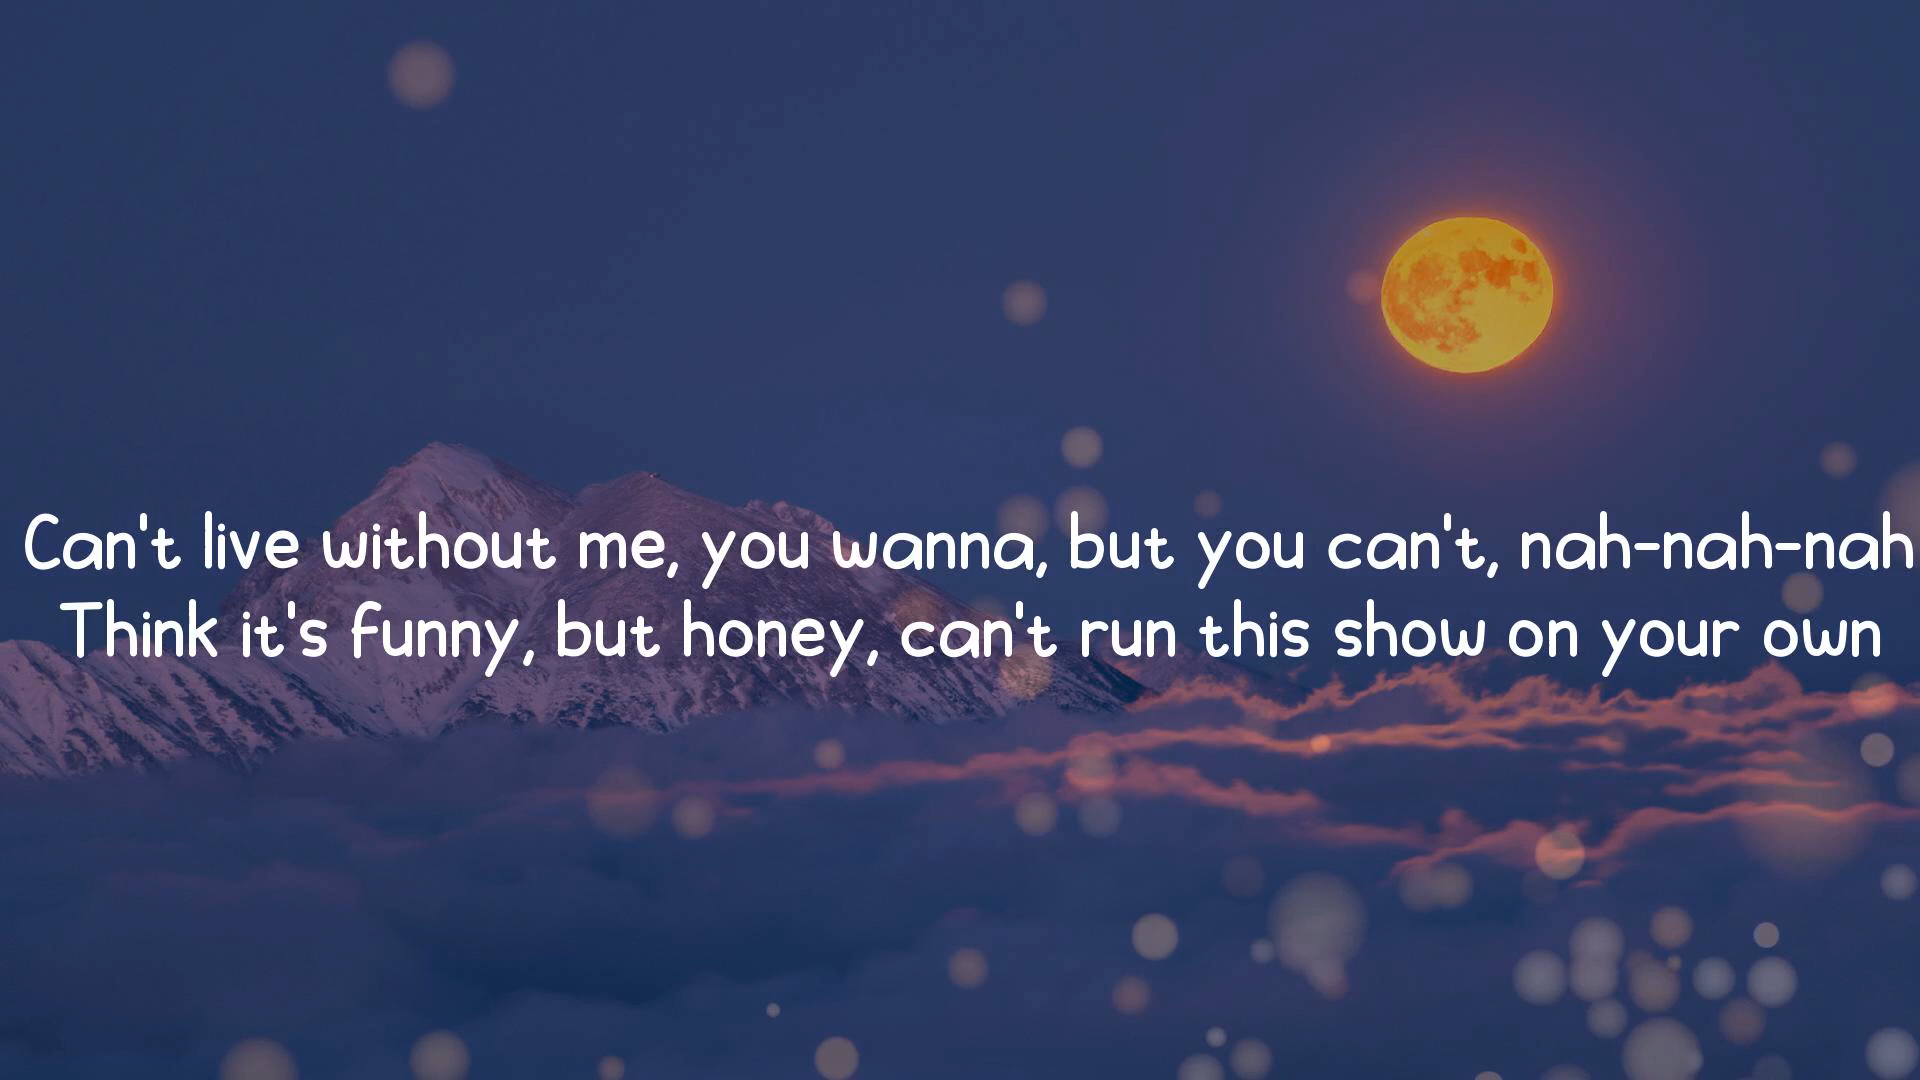 Can't live without me, you wanna, but you can't, nah-nah-nah
Think it's funny, but honey, can't run this show on your own